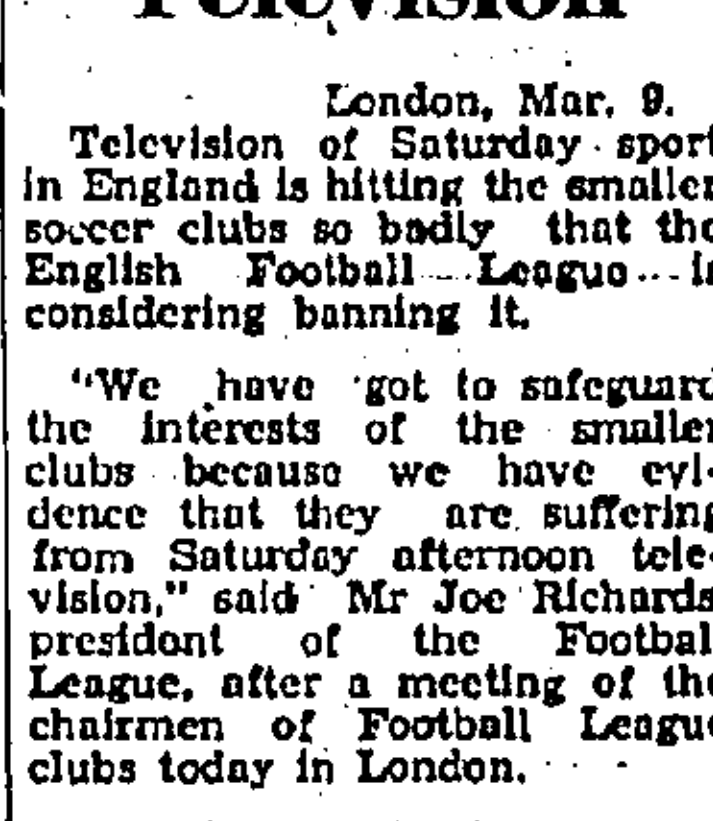 Television
London, Mar. 9.
Television of Saturday sport
in England is hitting the smaller
soccer clubs so badly that the
English Football League is
considering banning it.
"We have got to safeguard
the interests of the smaller
clubs because we have evi-
dence that they are suffering
from Saturday afternoon tele-
vision," said Mr Joe Richards,
president of the Football
League, after a meeting of the
chairmen of Football League
clubs today in London.